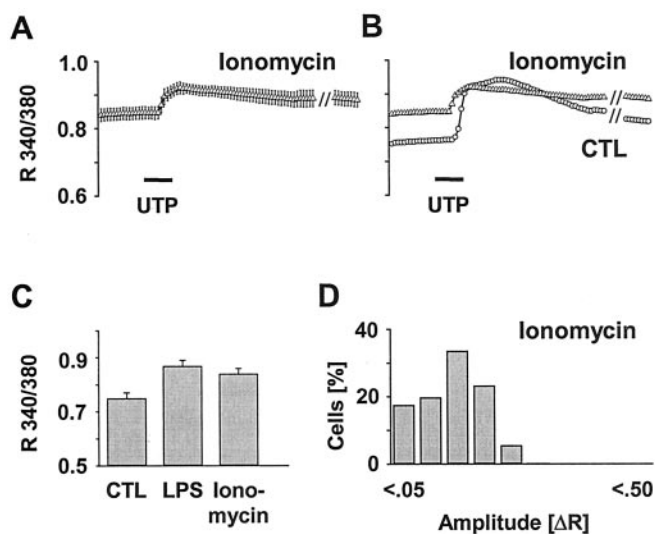 A
Ionomycin
1.0
0.8
0.6
R 340/380
//
UTP
B
Ionomycin
//
//
CTL
UTP
C
0.9
0.7
0.5
R 340/380
CTL
LPS
Iono-
mycin
D
Ionomycin
40
20
0
Cells [%]
<.05
<.50
Amplitude [ΔR]